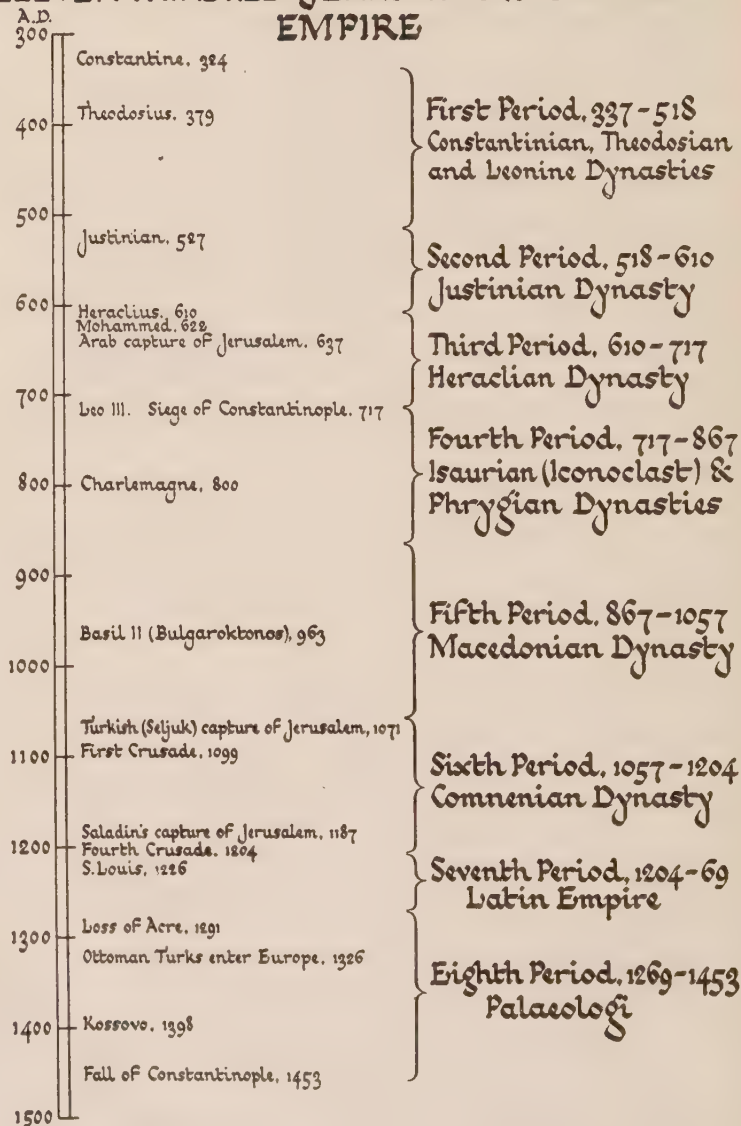 ELEVEN HUNDRED YEARS
EMPIRE
A.D.
300
400
500
600
700
800
900
1000
1100
1200
1300
1400
1500
Constantine, 324
Theodosius, 379
Justinian, 527
Heraclius, 610
Mohammed, 622
Arab capture of Jerusalem, 637
Leo III. Siege of Constantinople, 717
Charlemagne, 800
Basil II (Bulgaroktonos), 963
Turkish (Seljuk) capture of Jerusalem, 1071
First Crusade, 1099
Saladin's capture of Jerusalem, 1187
Fourth Crusade, 1204
S. Louis, 1226
Loss of Acre, 1291
Ottoman Turks enter Europe, 1326
Kossovo, 1398
Fall of Constantinople, 1453
First Period, 337-518
Constantinian, Theodosian
and Leonine Dynasties
Second Period, 518-610
Justinian Dynasty
Third Period, 610-717
Heraclian Dynasty
Fourth Period, 717-867
Isaurian (Iconoclast) &
Phrygian Dynasties
Fifth Period, 867-1057
Macedonian Dynasty
Sixth Period, 1057-1204
Comnenian Dynasty
Seventh Period, 1204-69
Latin Empire
Eighth Period, 1269-1453
Palaeologi